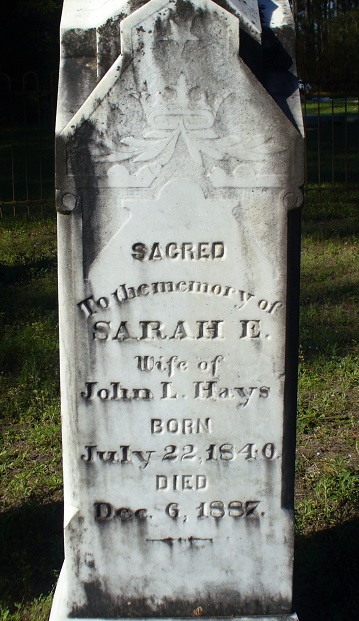 SACRED
To the memory of
SARAH E.
Wife of
John L. Hays
BORN
July 22, 1840.
DIED
Dec. 6, 1887.